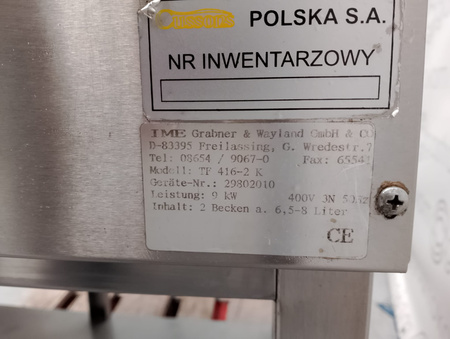 POLSKA S.A.
NR INWENTARZOWY
IME Grabner & Wayland GmbH & Co
D-83395 Freilassing, G. Wredestr.7
Tel: 08654 / 9067-0 Fax: 65541
Modell: TF 416-2 K
Geräte-Nr.: 29802010
Leistung: 9 kW 400V 3N 50Hz
Inhalt: 2 Becken a. 6,5-8 Liter
CE